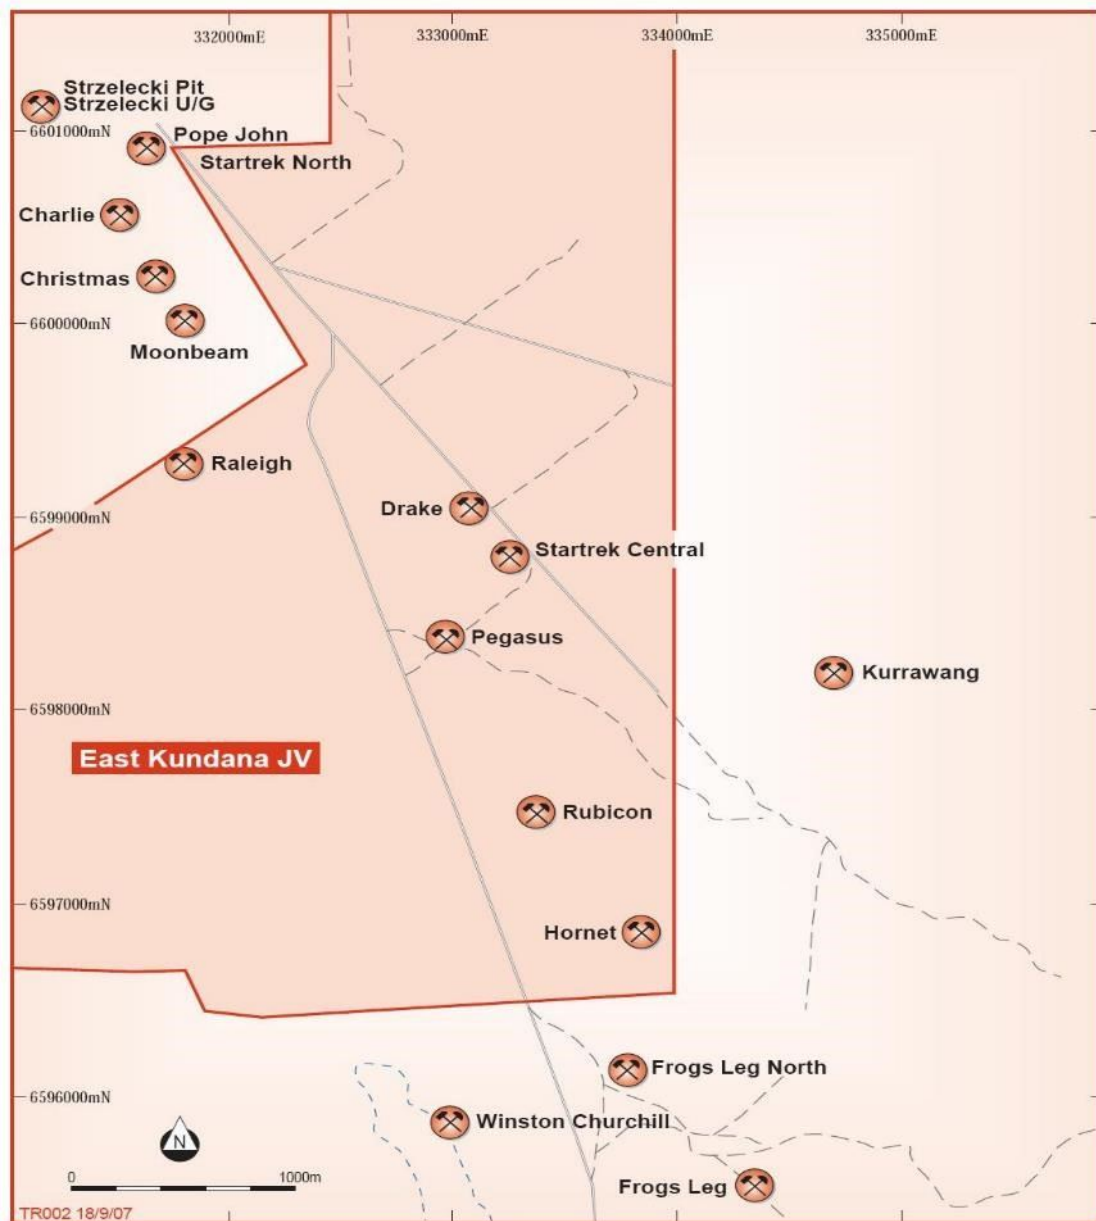 332000mE
333000mE
334000mE
335000mE
Strzelecki Pit
Strzelecki U/G
6601000mN
Pope John
Startrek North
Charlie
Christmas
6600000mN
Moonbeam
Raleigh
Drake
6599000mN
Startrek Central
Pegasus
Kurrawang
6598000mN
East Kundana JV
Rubicon
6597000mN
Hornet
Frogs Leg North
6596000mN
Winston Churchill
N
0
1000m
Frogs Leg
TR002 18/9/07